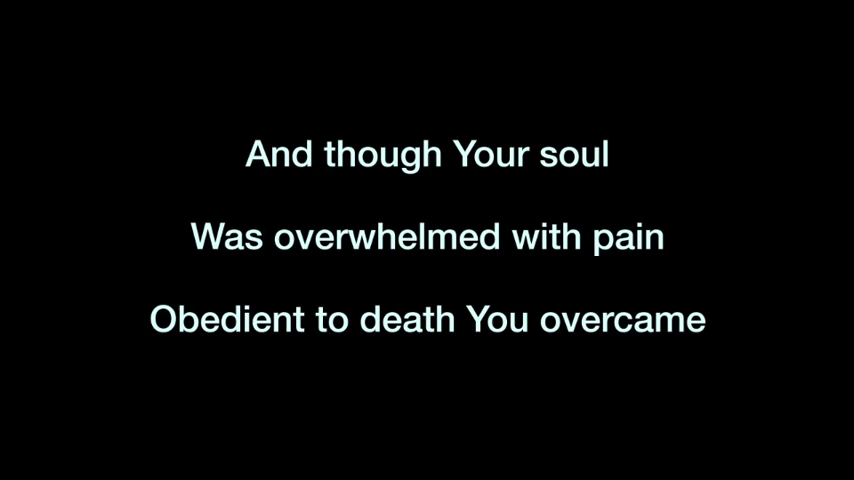 And though Your soul
Was overwhelmed with pain
Obedient to death You overcame